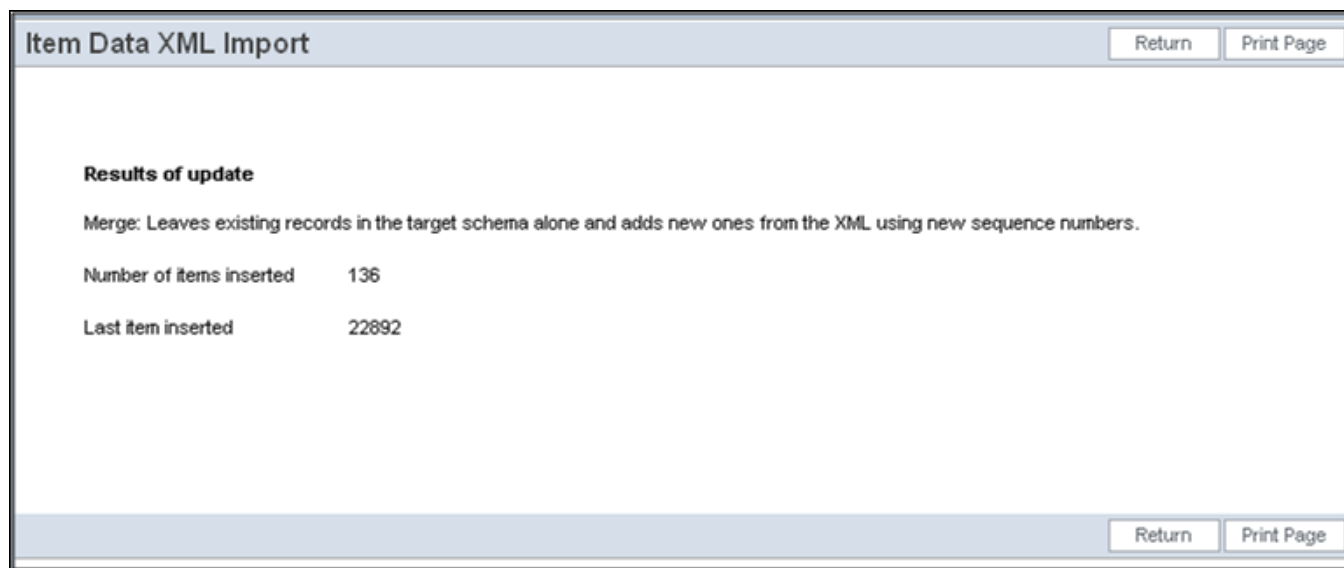 Item Data XML Import
Return Print Page
Results of update
Merge: Leaves existing records in the target schema alone and adds new ones from the XML using new sequence numbers.
Number of items inserted 136
Last item inserted 22892
Return Print Page